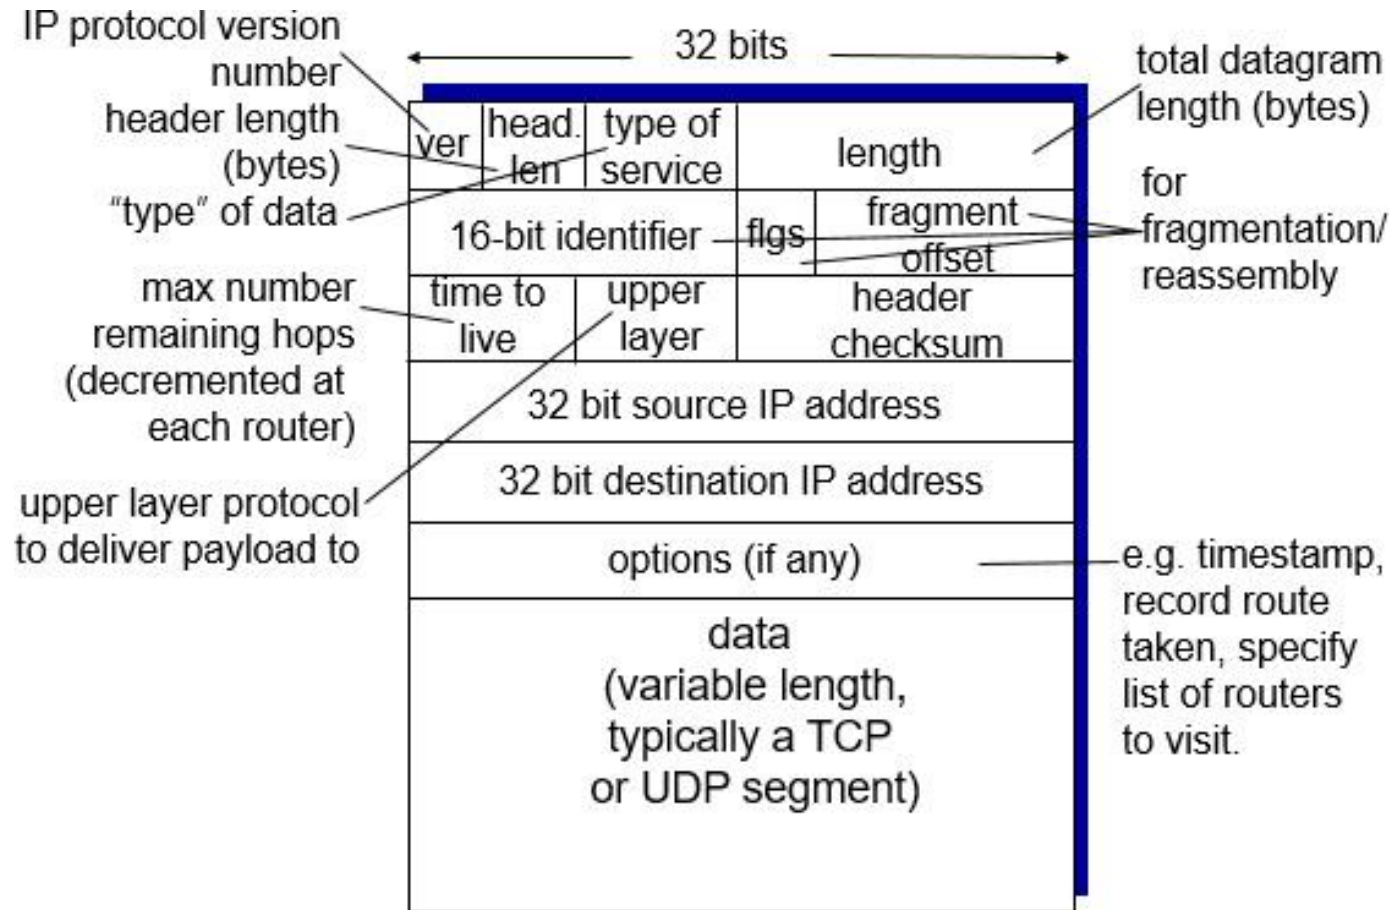 IP protocol version
number
header length
(bytes)
"type" of data
max number
remaining hops
(decremented at
each router)
upper layer protocol
to deliver payload to
32 bits
ver
head.
len
type of
service
length
16-bit identifier
flgs
fragment
offset
time to
live
upper
layer
header
checksum
32 bit source IP address
32 bit destination IP address
options (if any)
data
(variable length,
typically a TCP
or UDP segment)
total datagram
length (bytes)
for
fragmentation/
reassembly
e.g. timestamp,
record route
taken, specify
list of routers
to visit.